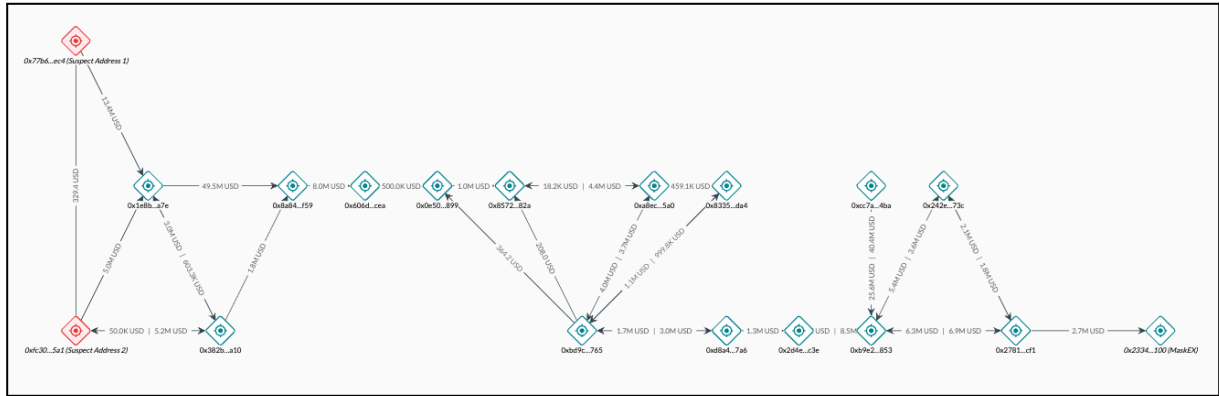 0x77b6...ec4 (Suspect Address 1)
13.4M USD
329.4 USD
49.5M USD
8.0M USD
500.0K USD
1.0M USD
18.2K USD | 4.4M USD
459.1K USD
0x1e8b...a7e
0x8a84...f59
0x606d...cea
0x0e50...899
0x8572...82a
0xa8ec...5a0
0x8335...da4
0xcc7a...4ba
0x242e...73c
5.0M USD
3.0M USD | 603.3K USD
1.8M USD
364.2 USD
208.0 USD
4.0M USD | 3.7M USD
1.1M USD | 999.8K USD
25.6M USD | 40.4M USD
5.4M USD | 3.6M USD
2.1M USD | 1.8M USD
50.0K USD | 5.2M USD
1.7M USD | 3.0M USD
1.3M USD
USD | 8.5M
6.3M USD | 6.9M USD
2.7M USD
0xfc30...5a1 (Suspect Address 2)
0x382b...a10
0xbd9c...765
0xd8a4...7a6
0x2d4e...c3e
0xb9e2...853
0x2781...cf1
0x2334...100 (MaskEX)